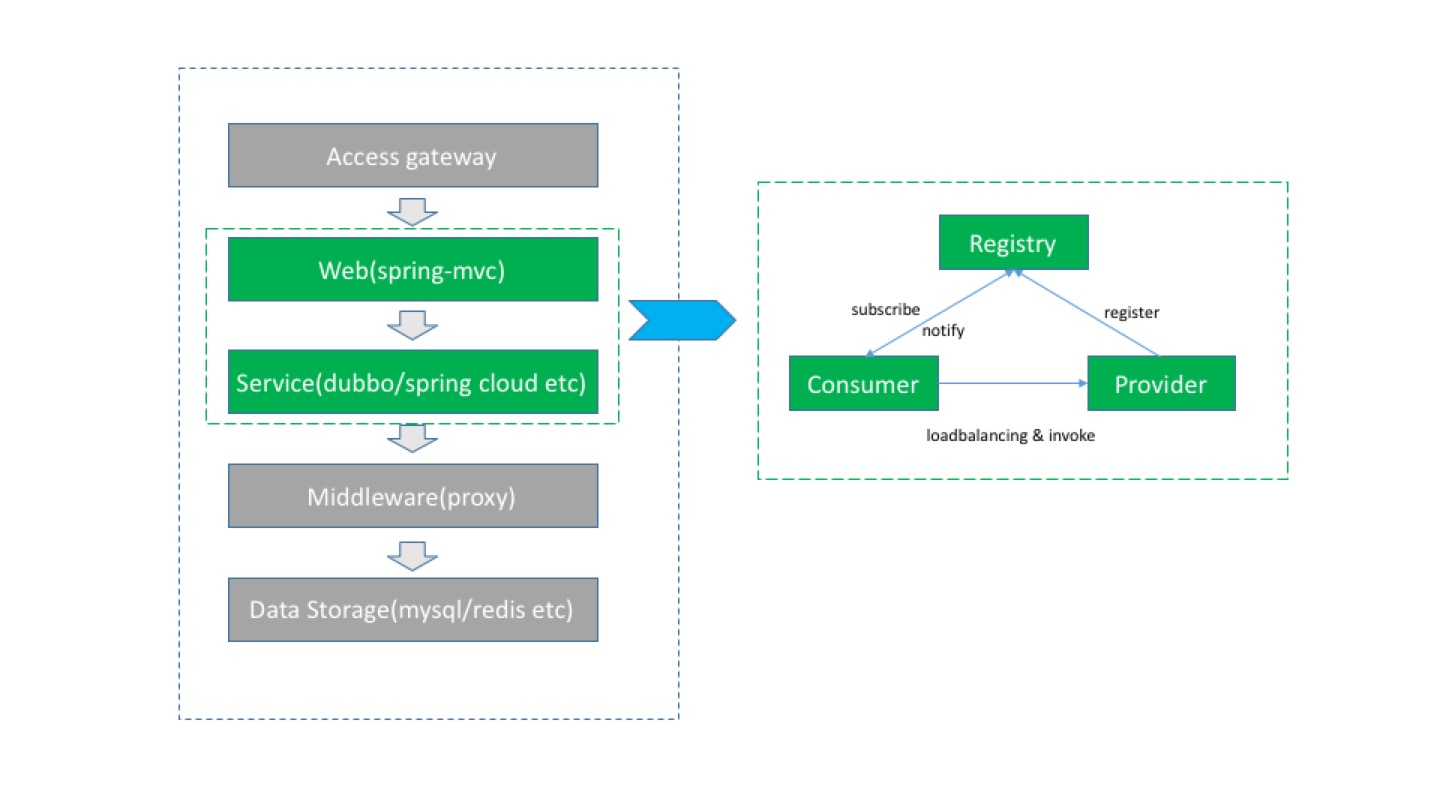 Access gateway
Web(spring-mvc)
Service(dubbo/spring cloud etc)
Middleware(proxy)
Data Storage(mysql/redis etc)
Registry
subscribe
notify
register
Consumer
Provider
loadbalancing & invoke